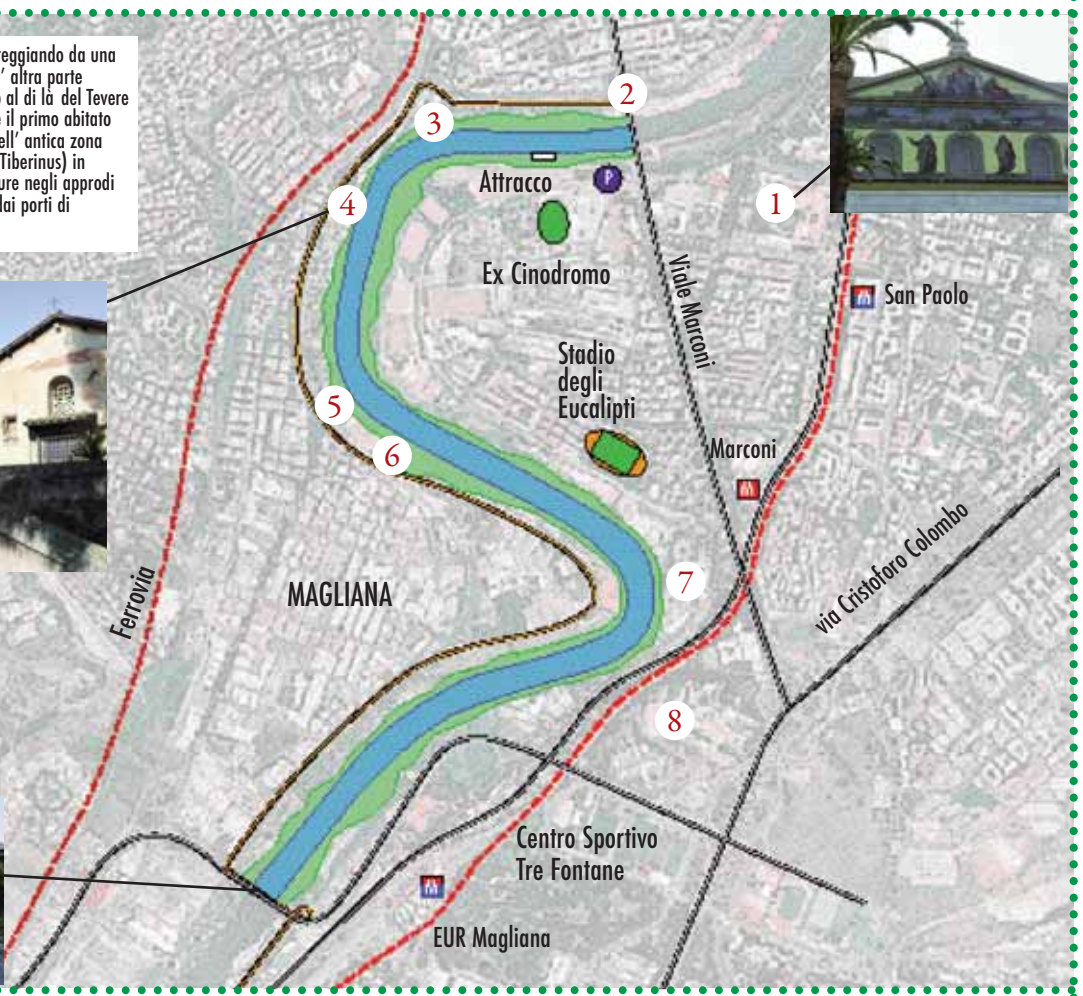 eggiando da una
' altra parte
al di là del Tevere
e il primo abitato
ell' antica zona
Tiberinus) in
ure negli approdi
dai porti di
2
3
Attracco
P
1
4
Ex Cinodromo
Viale Marconi
M San Paolo
Stadio
degli
Eucalipti
5
6
Marconi
M
Ferrovia
MAGLIANA
7
via Cristoforo Colombo
8
Centro Sportivo
Tre Fontane
M
EUR Magliana